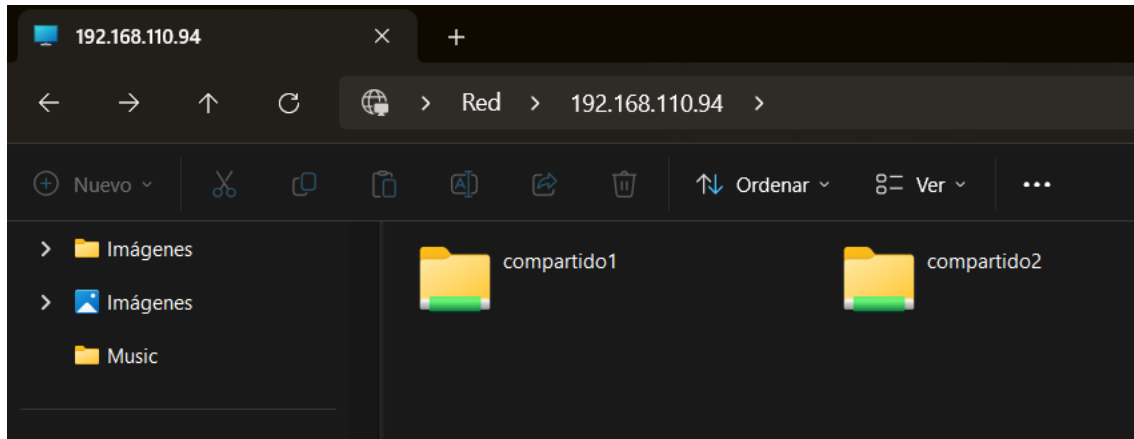 192.168.110.94
Red 192.168.110.94
Nuevo Ordenar Ver
Imágenes
compartido1 compartido2
Imágenes
Music